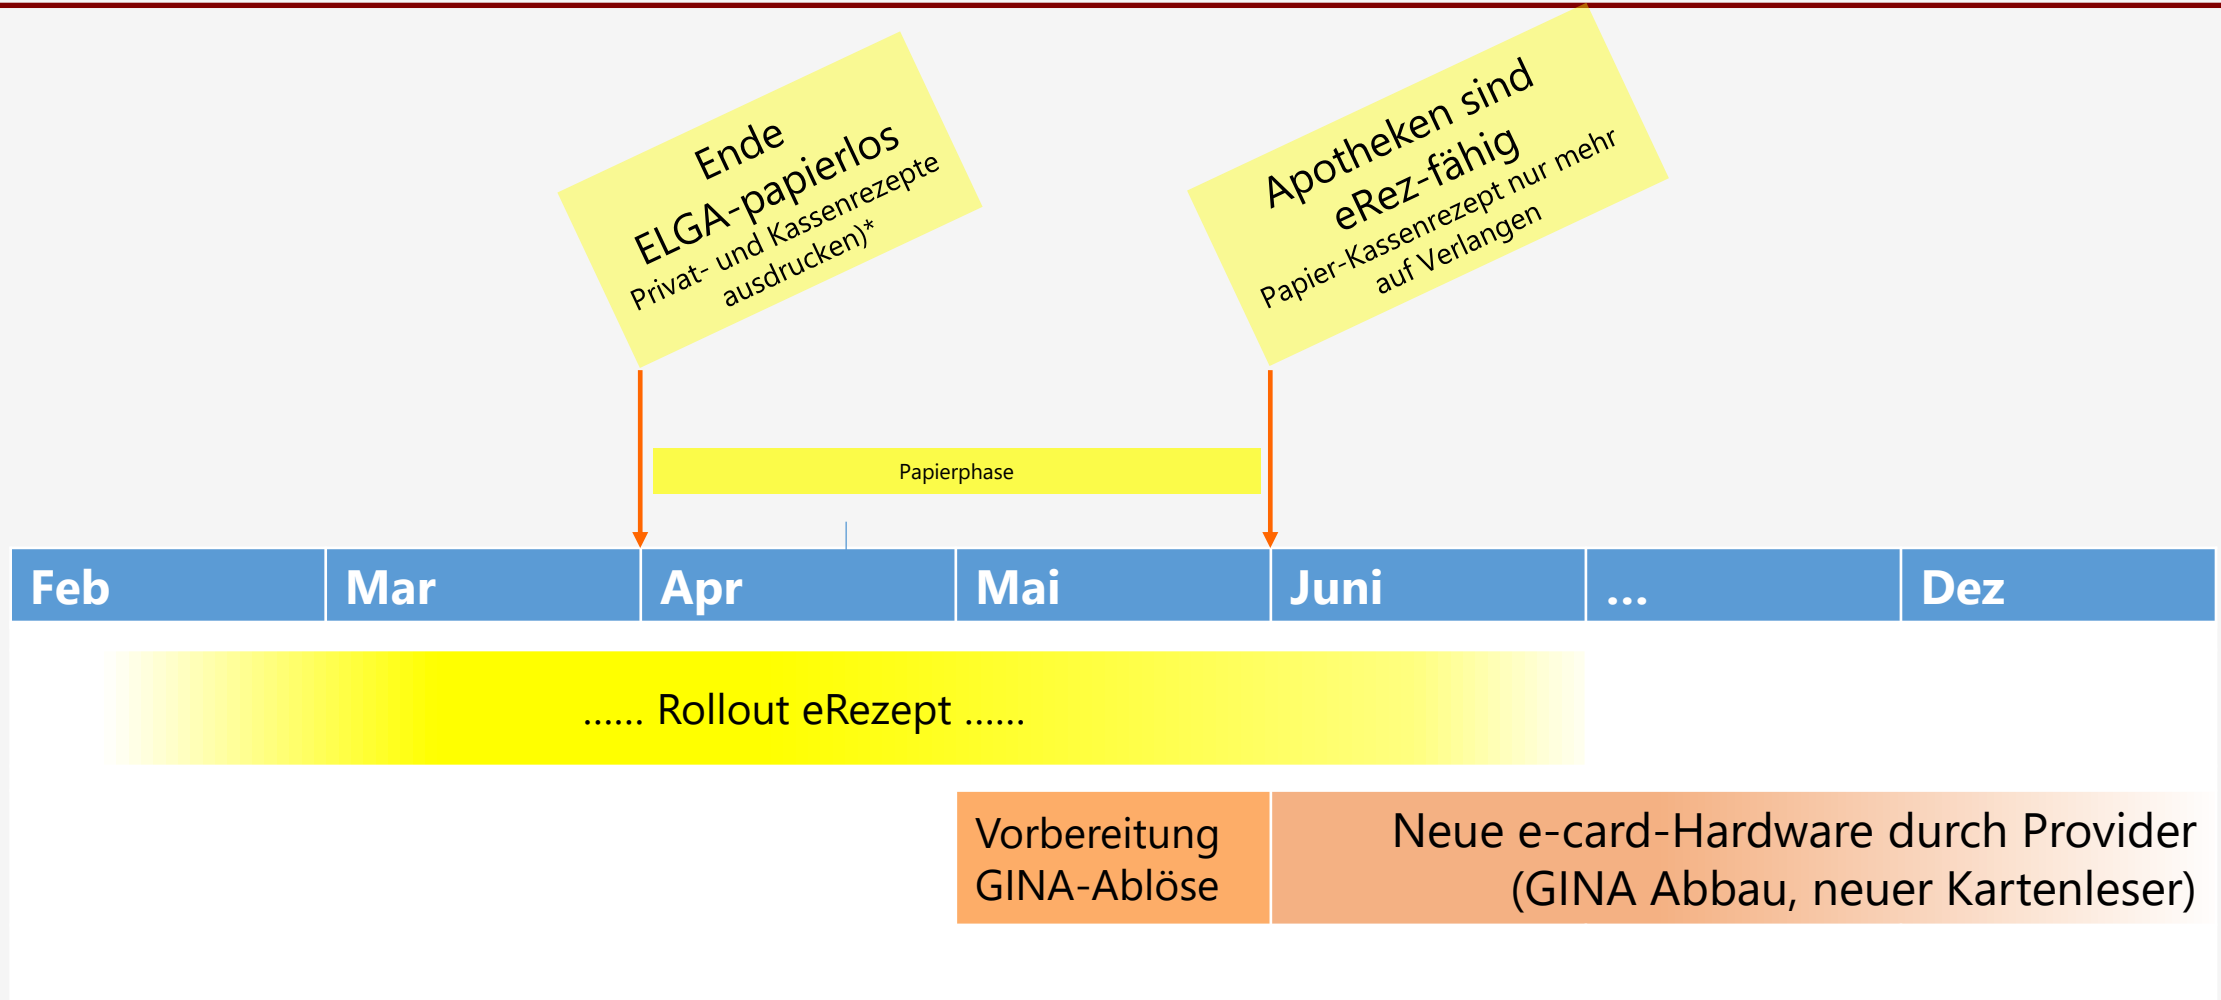 Ende
ELGA-papierlos
Privat- und Kassenrezepte
ausdrucken)*
Apotheken sind
eRez-fähig
Papier-Kassenrezept nur mehr
auf Verlangen
Papierphase
Feb Mar Apr Mai Juni ... Dez
...... Rollout eRezept ......
Vorbereitung
GINA-Ablöse
Neue e-card-Hardware durch Provider
(GINA Abbau, neuer Kartenleser)